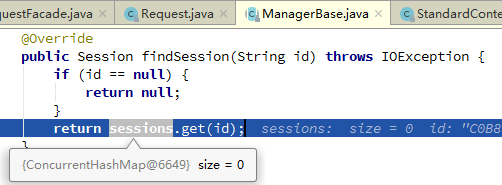 questFacade.java Request.java ManagerBase.java StandardConte
@Override
public Session findSession(String id) throws IOException {
if (id == null) {
return null;
}
return sessions.get(id); sessions: size = 0 id: "C0B8
{ConcurrentHashMap@6649} size = 0
}